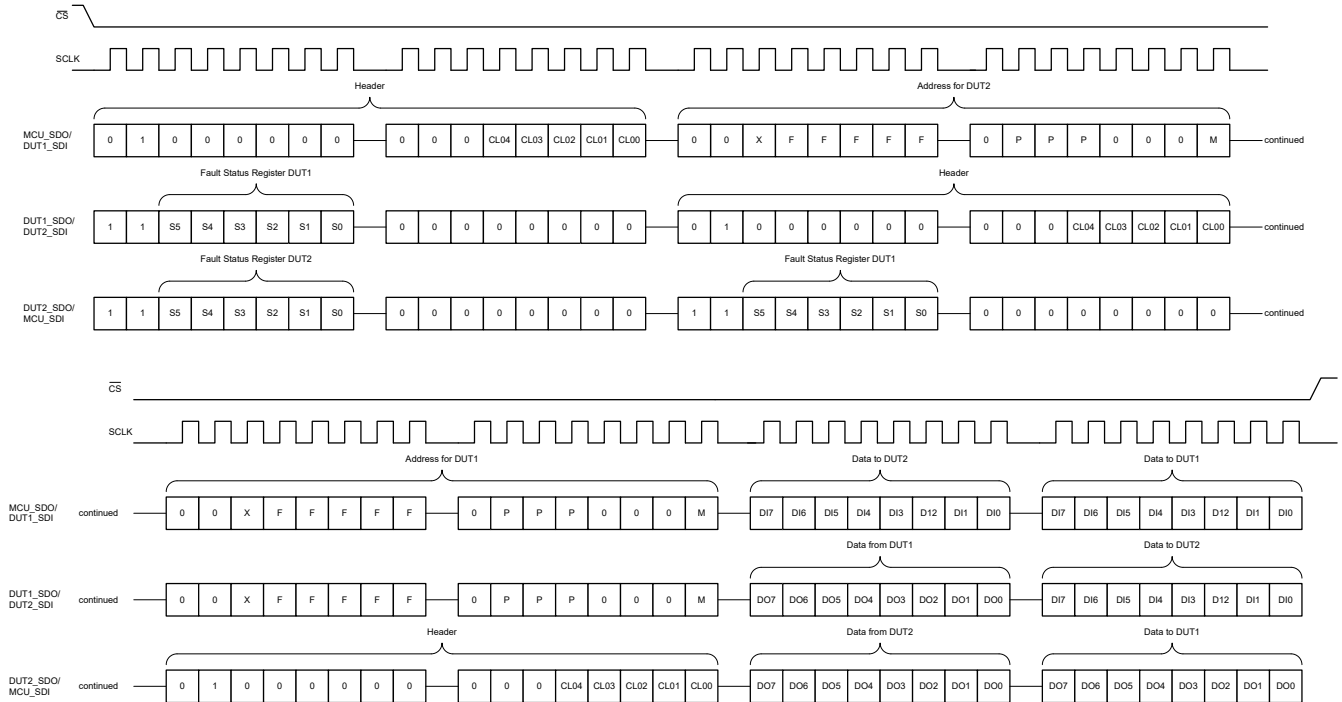 CS
SCLK
Header
Address for DUT2
MCU_SDO/
DUT1_SDI
0 1 0 0 0 0 0 0 0 0 0 CL04 CL03 CL02 CL01 CL00 0 0 X F F F F F 0 P P P 0 0 0 M continued
Fault Status Register DUT1
Header
DUT1_SDO/
DUT2_SDI
1 1 S5 S4 S3 S2 S1 S0 0 0 0 0 0 0 0 0 0 1 0 0 0 0 0 0 0 0 0 CL04 CL03 CL02 CL01 CL00 continued
Fault Status Register DUT2
Fault Status Register DUT1
DUT2_SDO/
MCU_SDI
1 1 S5 S4 S3 S2 S1 S0 0 0 0 0 0 0 0 0 1 1 S5 S4 S3 S2 S1 S0 0 0 0 0 0 0 0 0 continued
CS
SCLK
Address for DUT1
Data to DUT2
Data to DUT1
MCU_SDO/
DUT1_SDI
continued 0 0 X F F F F F 0 P P P 0 0 0 M DI7 DI6 DI5 DI4 DI3 D12 DI1 DI0 DI7 DI6 DI5 DI4 DI3 D12 DI1 DI0
Data from DUT1
Data to DUT2
DUT1_SDO/
DUT2_SDI
continued 0 0 X F F F F F 0 P P P 0 0 0 M DO7 DO6 DO5 DO4 DO3 DO2 DO1 DO0 DI7 DI6 DI5 DI4 DI3 D12 DI1 DI0
Header
Data from DUT2
Data to DUT1
DUT2_SDO/
MCU_SDI
continued 0 1 0 0 0 0 0 0 0 0 0 CL04 CL03 CL02 CL01 CL00 DO7 DO6 DO5 DO4 DO3 DO2 DO1 DO0 DO7 DO6 DO5 DO4 DO3 DO2 DO1 DO0